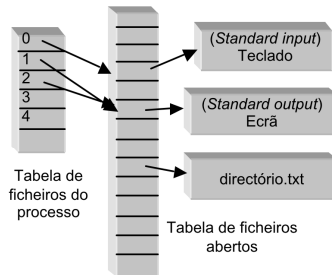 0
1
2
3
4
Tabela de
ficheiros do
processo
(Standard input)
Teclado
(Standard output)
Ecrã
directório.txt
Tabela de ficheiros
abertos